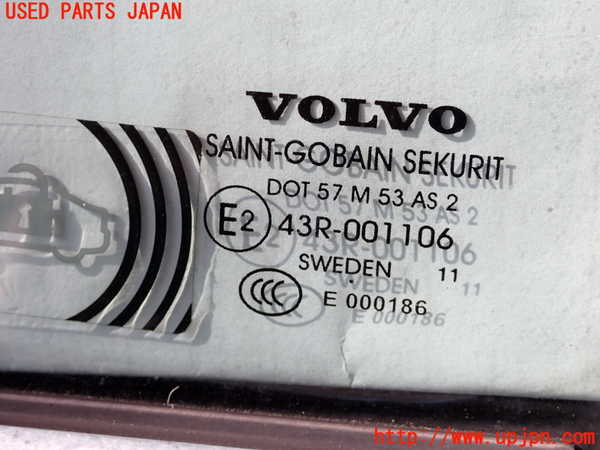 USED PARTS JAPAN
VOLVO
SAINT-GOBAIN SEKURIT
DOT 57 M 53 AS 2
E2 43R-001106
SWEDEN 11
CCC E 000186
http://www.upjpn.com/